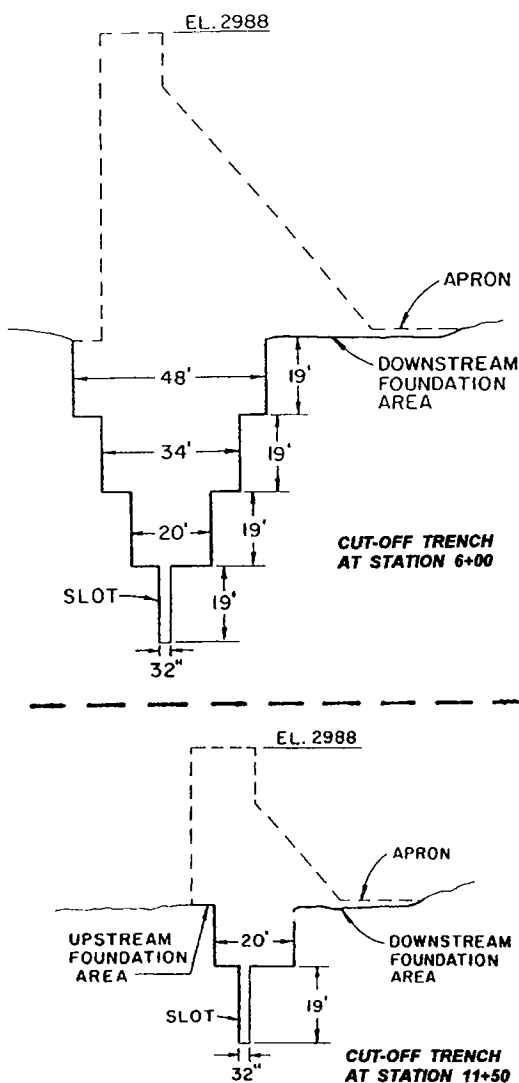 EL. 2988
APRON
DOWNSTREAM
FOUNDATION
AREA
48'
19'
34'
19'
20'
19'
CUT-OFF TRENCH
AT STATION 6+00
SLOT
19'
32"
EL. 2988
APRON
UPSTREAM
FOUNDATION
AREA
20'
DOWNSTREAM
FOUNDATION
AREA
SLOT
19'
32"
CUT-OFF TRENCH
AT STATION 11+50